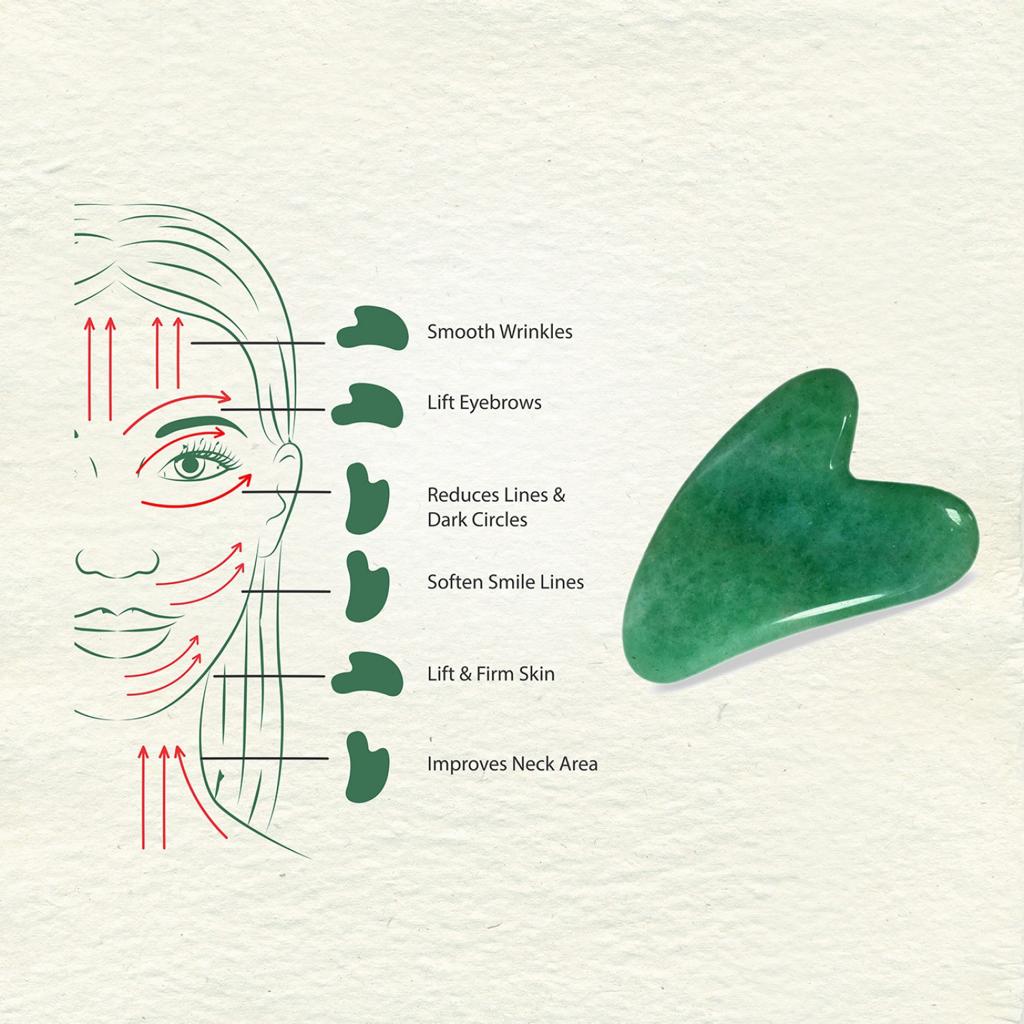 Smooth Wrinkles
Lift Eyebrows
Reduces Lines &
Dark Circles
Soften Smile Lines
Lift & Firm Skin
Improves Neck Area